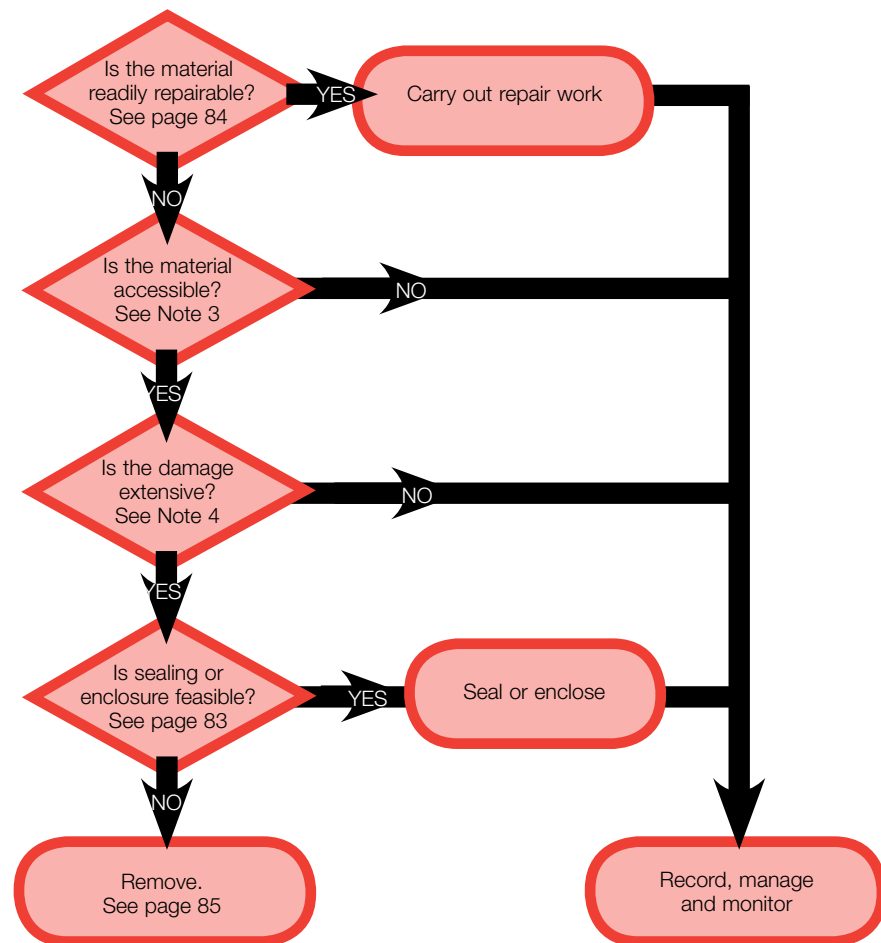 Is the material
readily repairable?
See page 84
YES
Carry out repair work
NO
Is the material
accessible?
See Note 3
NO
YES
Is the damage
extensive?
See Note 4
NO
YES
Is sealing or
enclosure feasible?
See page 83
YES
Seal or enclose
NO
Remove.
See page 85
Record, manage
and monitor